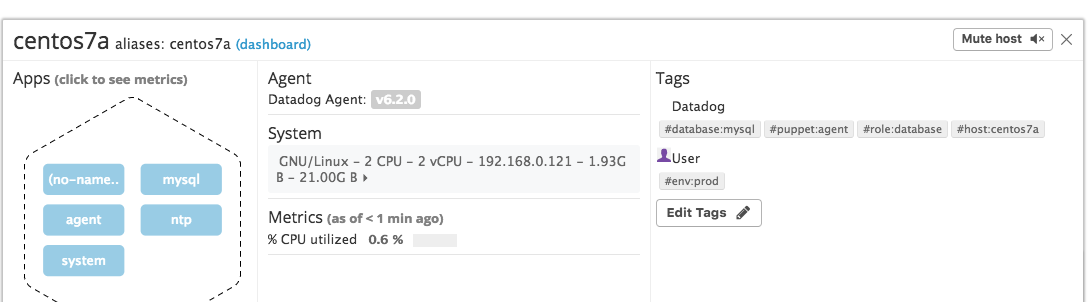 centos7a aliases: centos7a (dashboard)
Mute host
Apps (click to see metrics)
(no-name..
mysql
agent
ntp
system
Agent
Datadog Agent: v6.2.0
System
GNU/Linux – 2 CPU – 2 vCPU – 192.168.0.121 – 1.93G
B – 21.00G B
Metrics (as of < 1 min ago)
% CPU utilized 0.6 %
Tags
Datadog
#database:mysql #puppet:agent #role:database #host:centos7a
User
#env:prod
Edit Tags